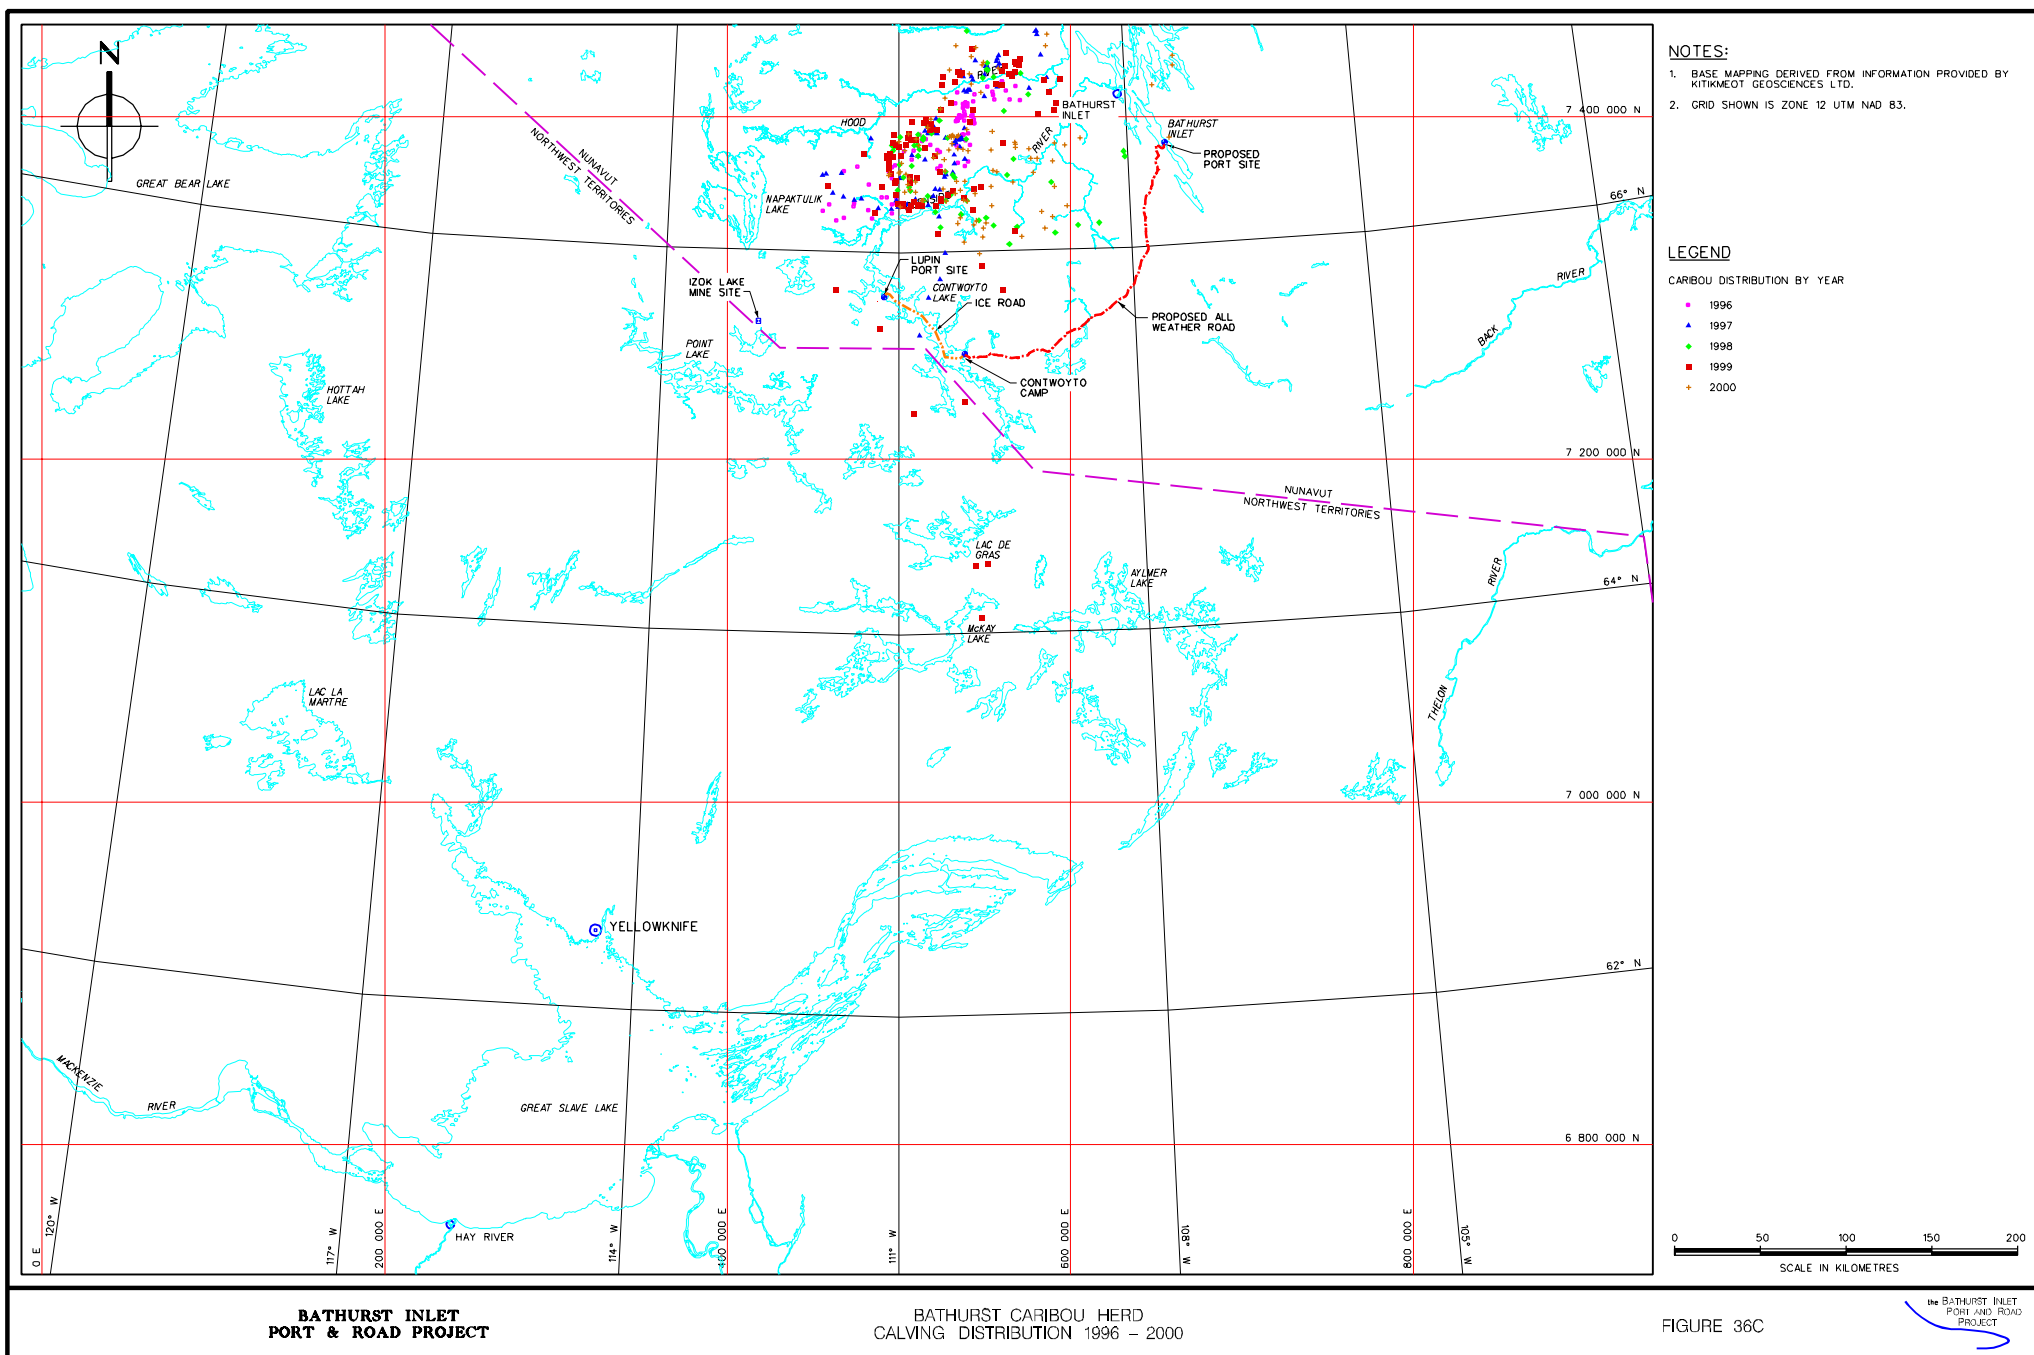 N
NOTES:
1. BASE MAPPING DERIVED FROM INFORMATION PROVIDED BY
KITIKMEOT GEOSCIENCES LTD.
2. GRID SHOWN IS ZONE 12 UTM NAD 83.
LEGEND
CARIBOU DISTRIBUTION BY YEAR
1996
1997
1998
1999
2000
7 400 000 N
66° N
7 200 000 N
64° N
7 000 000 N
62° N
6 800 000 N
GREAT BEAR LAKE
NUNAVUT
NORTHWEST TERRITORIES
HOOD
RIVER
BATHURST
INLET
BATHURST
INLET
PROPOSED
PORT SITE
NAPAKTULIK
LAKE
LUPIN
PORT SITE
IZOK LAKE
MINE SITE
CONTWOYTO
LAKE
ICE ROAD
PROPOSED ALL
WEATHER ROAD
RIVER
BACK
POINT
LAKE
CONTWOYTO
CAMP
HOTTAH
LAKE
NUNAVUT
NORTHWEST TERRITORIES
LAC DE
GRAS
AYLMER
LAKE
RIVER
THELON
McKAY
LAKE
LAC LA
MARTRE
YELLOWKNIFE
MACKENZIE
RIVER
GREAT SLAVE LAKE
HAY RIVER
0 E
120° W
117° W
200 000 E
114° W
400 000 E
111° W
600 000 E
108° W
800 000 E
105° W
0 50 100 150 200
SCALE IN KILOMETRES
BATHURST INLET
PORT & ROAD PROJECT
BATHURST CARIBOU HERD
CALVING DISTRIBUTION 1996 - 2000
FIGURE 36C
the BATHURST INLET
PORT AND ROAD
PROJECT